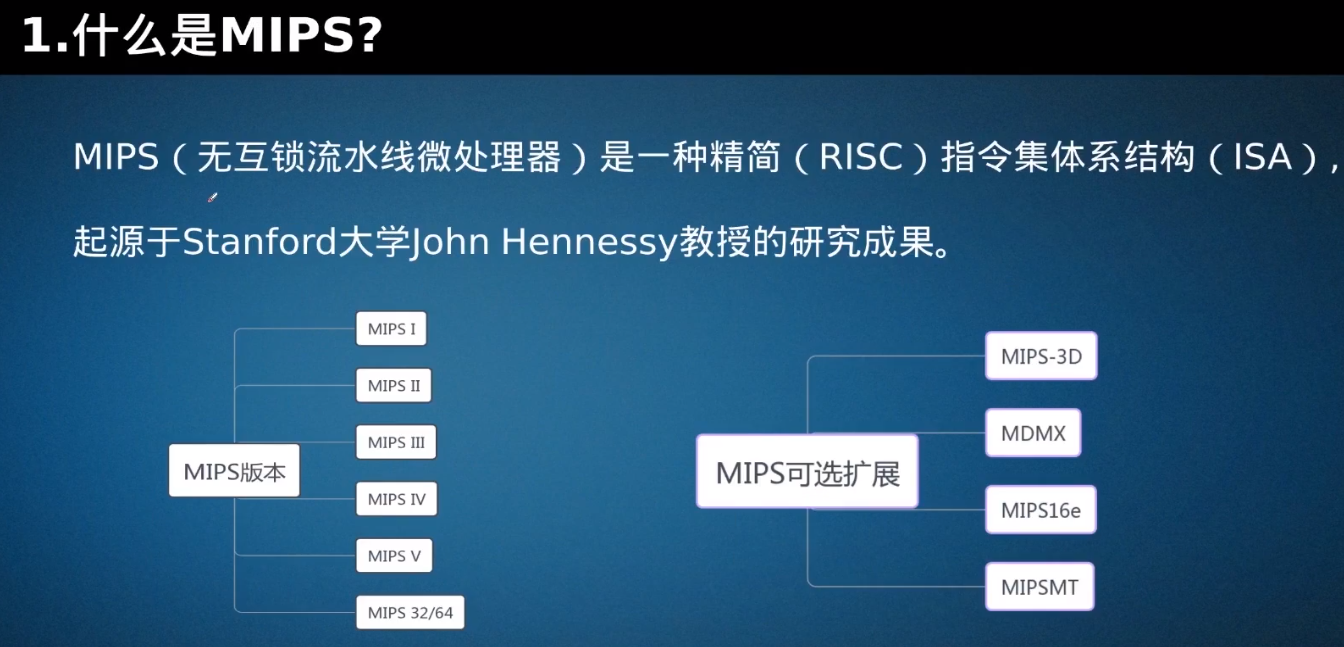 1.什么是MIPS?
MIPS（无互锁流水线微处理器）是一种精简（RISC）指令集体系结构（ISA）,
起源于Stanford大学John Hennessy教授的研究成果。
MIPS版本
MIPS I
MIPS II
MIPS III
MIPS IV
MIPS V
MIPS 32/64
MIPS可选扩展
MIPS-3D
MDMX
MIPS16e
MIPSMT